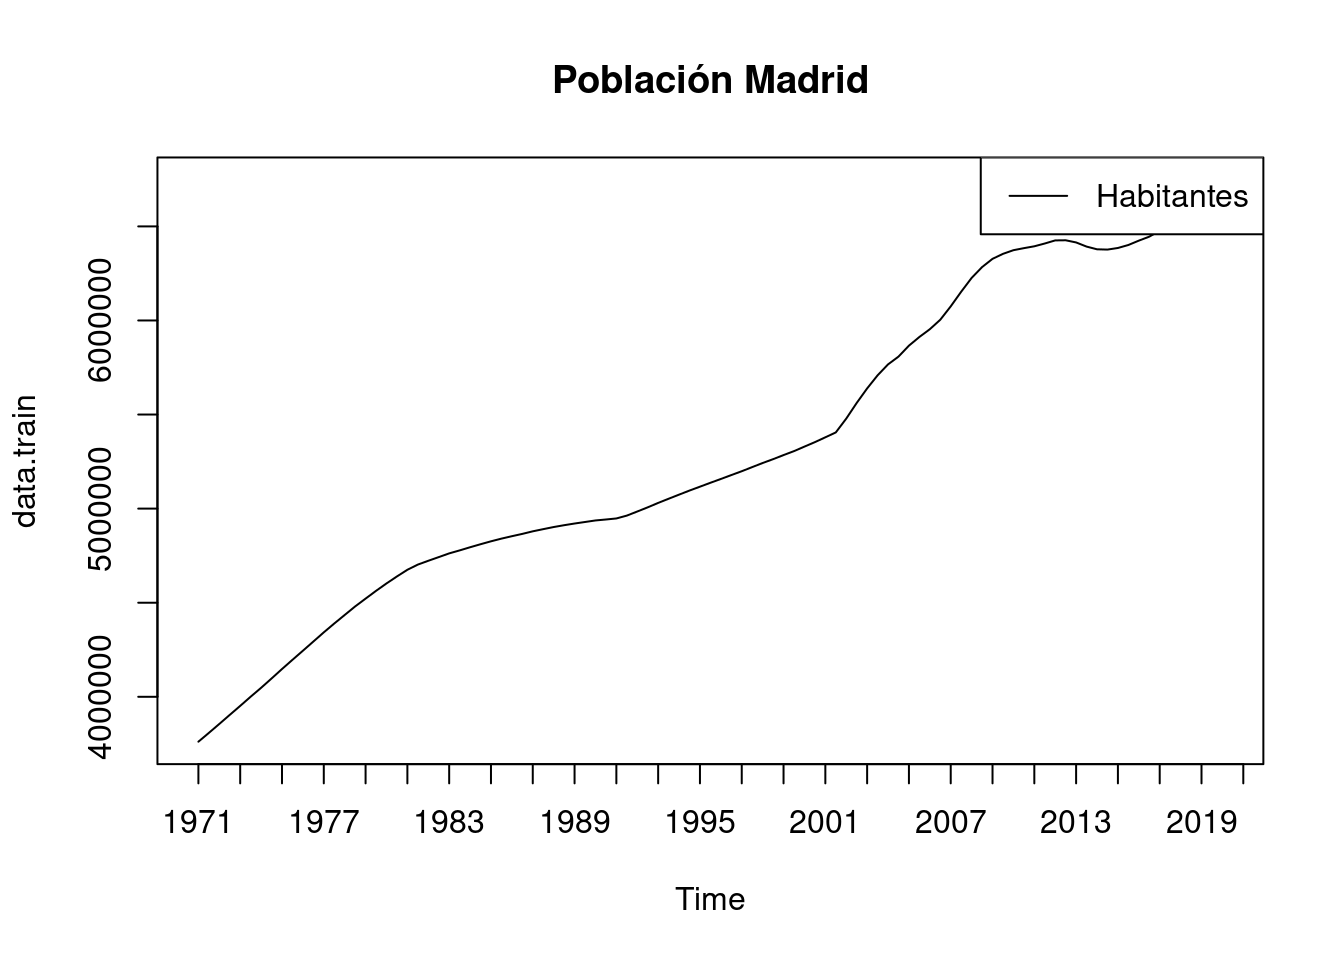 Población Madrid
Habitantes
data.train
6000000
5000000
4000000
1971 1977 1983 1989 1995 2001 2007 2013 2019
Time